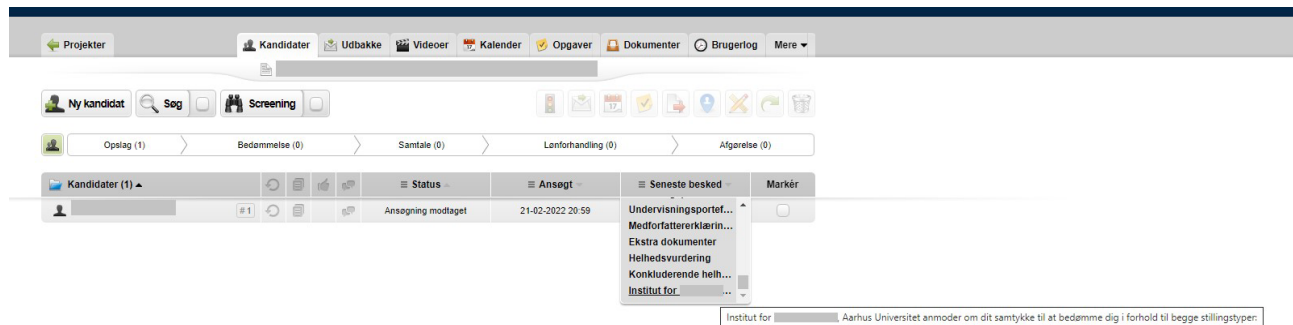 Projekter Kandidater Udbakke Videoer Kalender Opgaver Dokumenter Brugerlog Mere
Ny kandidat Søg Screening 17
Opslag (1) Bedømmelse (0) Samtale (0) Lønforhandling (0) Afgørelse (0)
Kandidater (1) Status Ansøgt Seneste besked Markér
#1 Ansøgning modtaget 21-02-2022 20:59
Undervisningsportef...
Medforfattererklærin...
Ekstra dokumenter
Helhedsvurdering
Konkluderende helh...
Institut for ...
Institut for , Aarhus Universitet anmoder om dit samtykke til at bedømme dig i forhold til begge stillingstyper: